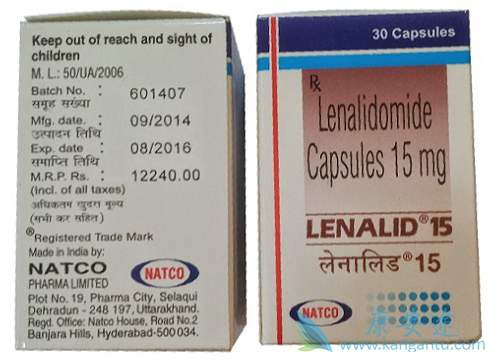 Keep out of reach and sight of
children
M. L.: 50/UA/2006
Batch No. : 601407
समूह संख्या
Mfg. date : 09/2014
उत्पादन तिथि
Exp. date : 08/2016
समाप्ति तिथि
M.R.P. Rs. : 12240.00
(Incl. of all taxes)
अधिकतम खुदरा मूल्य
(सभी कर सहित)
®Registered Trade Mark
Made in India by:
NATCO
PHARMA LIMITED
NATCO
Plot No. 19, Pharma City, Selaqui
Dehradun - 248 197, Uttarakhand.
Regd. Office: Natco House, Road No.2
Banjara Hills, Hyderabad-500 034.
30 Capsules
Rx
Lenalidomide
Capsules 15 mg
LENALID® 15
लेनालिड® 15
NATCO
康安途
www.kangantu.com